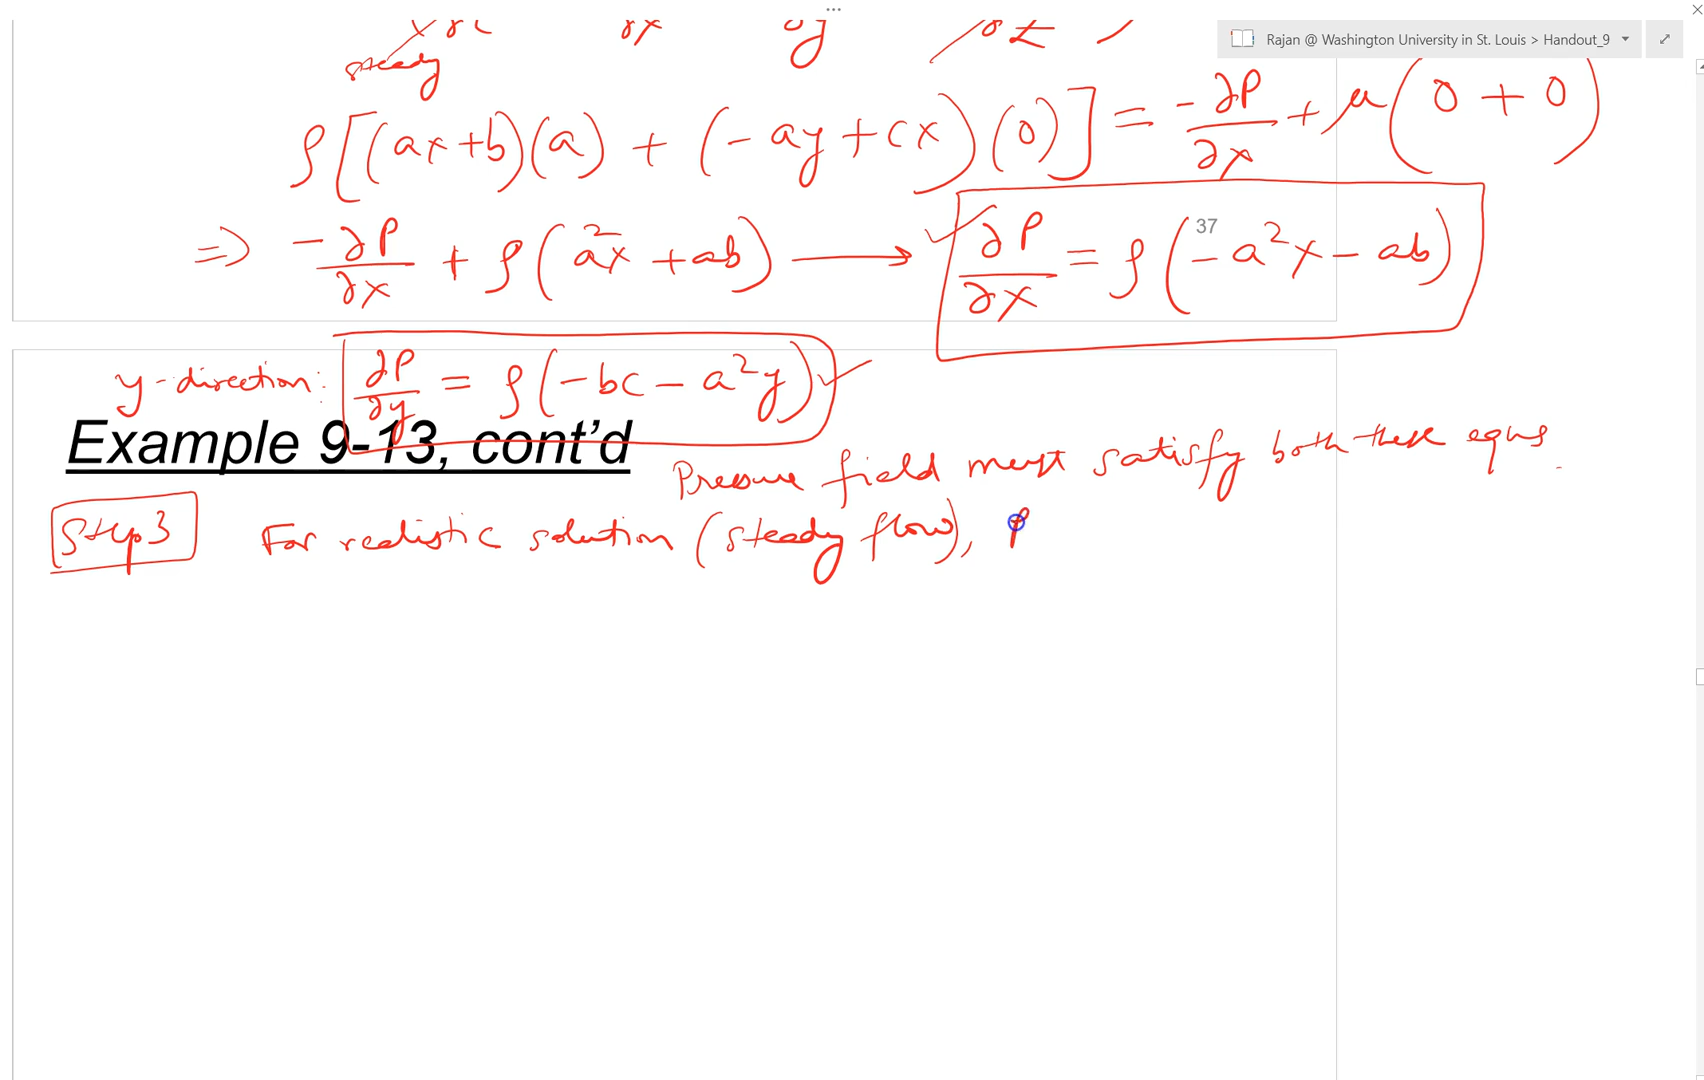 Rajan @ Washington University in St. Louis > Handout_9
steady
ρ[(ax+b)(a) + (-ay+cx)(0)] = -∂P/∂x + μ(0+0)
37
⇒ -∂P/∂x + ρ(a²x+ab) ⟶ ∂P/∂x = ρ(-a²x-ab)
y-direction: ∂P/∂y = ρ(-bc-a²y)
Example 9-13, cont'd
Pressure field must satisfy both these eqns.
Step 3 For realistic solution (steady flow), P